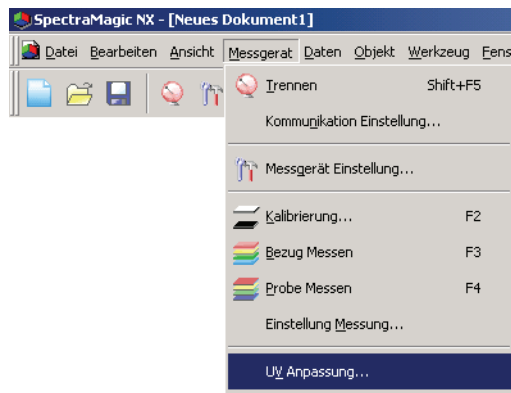 SpectraMagic NX - [Neues Dokument1]
Datei Bearbeiten Ansicht Messgerat Daten Objekt Werkzeug Fens
Trennen Shift+F5
Kommunikation Einstellung...
Messgerät Einstellung...
Kalibrierung... F2
Bezug Messen F3
Probe Messen F4
Einstellung Messung...
UV Anpassung...